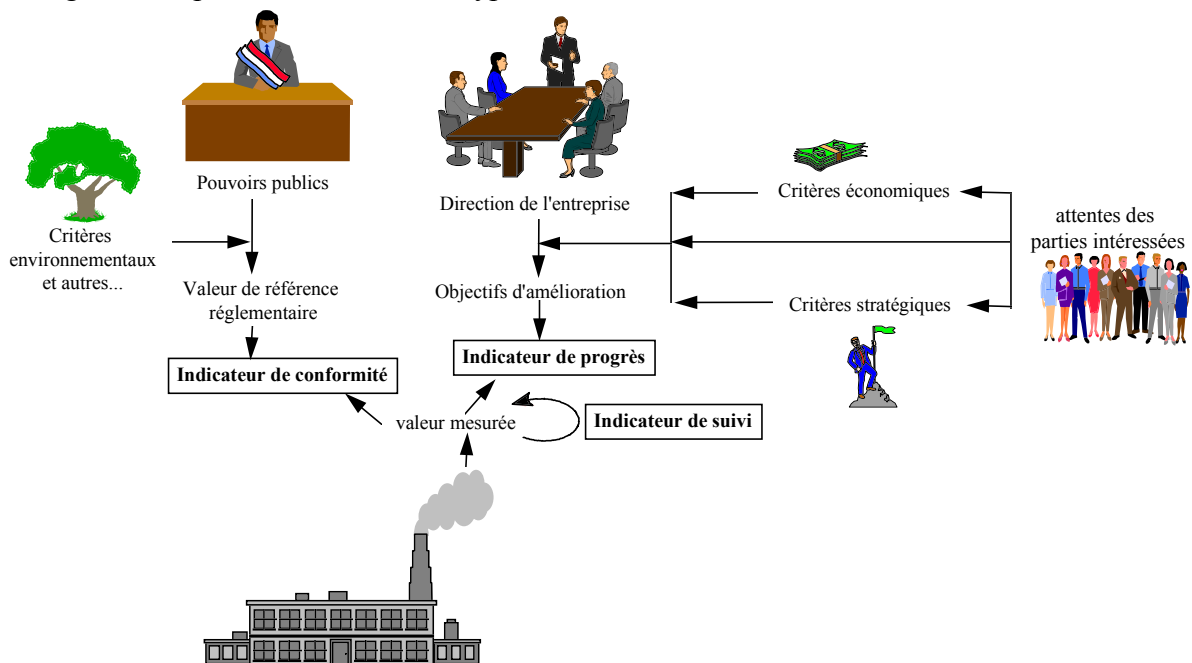 Pouvoirs publics
Direction de l'entreprise
Critères économiques
attentes des
parties intéressées
Critères
environnementaux
et autres...
Valeur de référence
réglementaire
Objectifs d'amélioration
Critères stratégiques
Indicateur de conformité
Indicateur de progrès
valeur mesurée
Indicateur de suivi